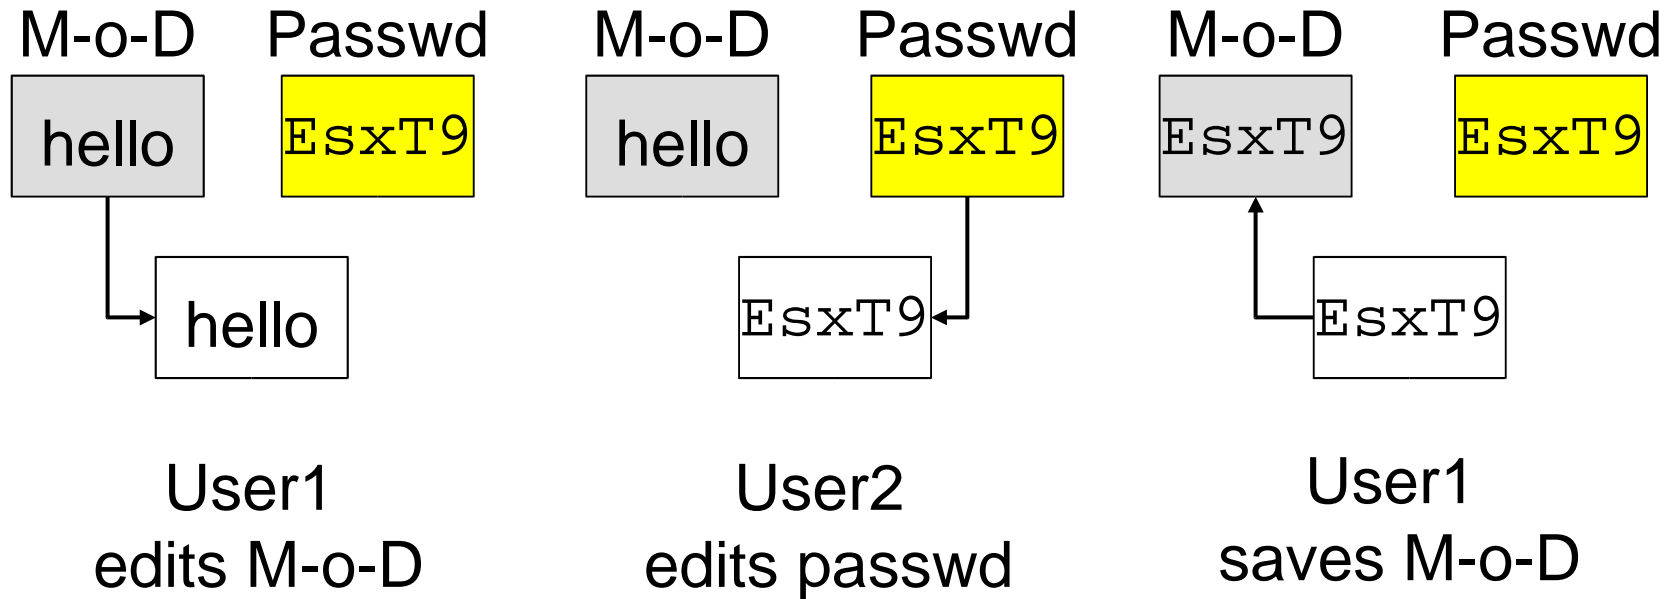 M-o-D Passwd M-o-D Passwd M-o-D Passwd
hello EsxT9 hello EsxT9 EsxT9 EsxT9
hello EsxT9 EsxT9
User1 User2 User1
edits M-o-D edits passwd saves M-o-D